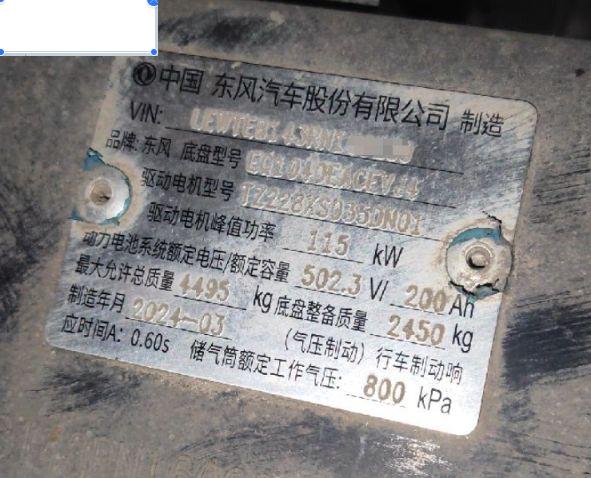 中国 东风汽车股份有限公司 制造
VIN: LEWTEB143RN1
品牌: 东风 底盘型号 EQ1040EACEVJ4
驱动电机型号 TZ228XS035DN01
驱动电机峰值功率 115 kW
动力电池系统额定电压/额定容量 502.3 V/ 200 Ah
最大允许总质量 4495 kg 底盘整备质量 2450 kg
制造年月 2024-03 (气压制动) 行车制动响
应时间A: 0.60s 储气筒额定工作气压: 800 kPa